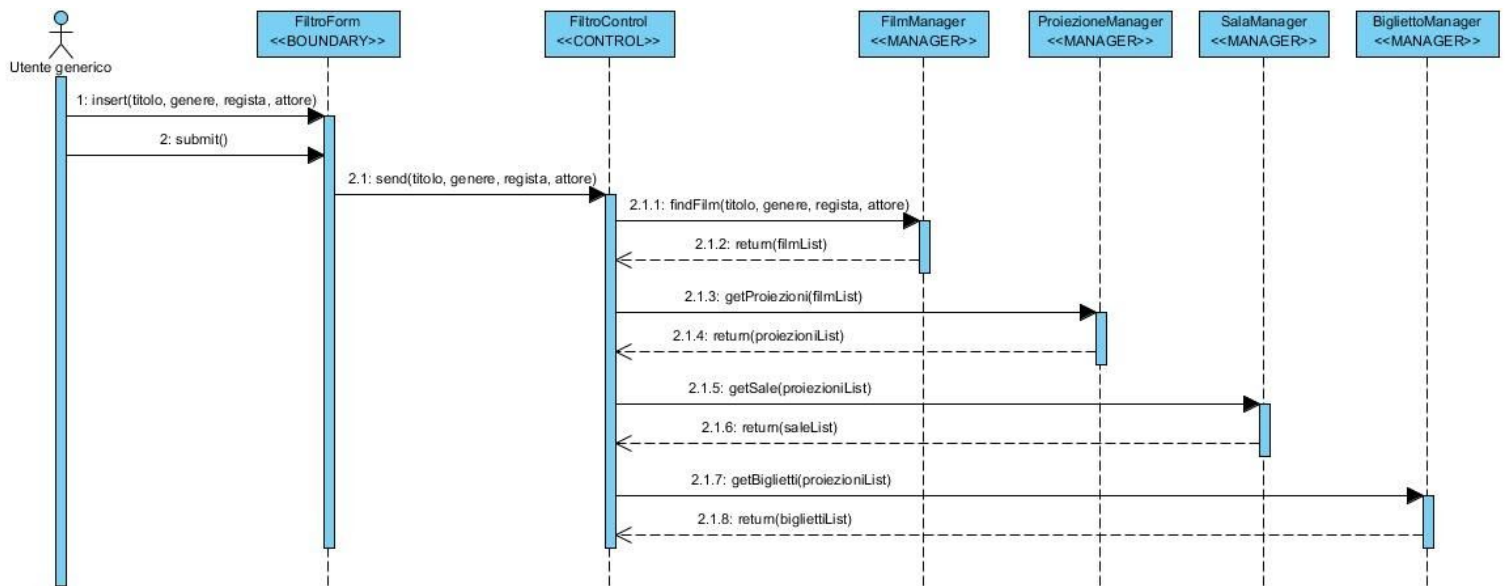 FiltroForm
<<BOUNDARY>>
FiltroControl
<<CONTROL>>
FilmManager
<<MANAGER>>
ProiezioneManager
<<MANAGER>>
SalaManager
<<MANAGER>>
BigliettoManager
<<MANAGER>>
Utente generico
1: insert(titolo, genere, regista, attore)
2: submit()
2.1: send(titolo, genere, regista, attore)
2.1.1: findFilm(titolo, genere, regista, attore)
2.1.2: return(filmList)
2.1.3: getProiezioni(filmList)
2.1.4: return(proiezioniList)
2.1.5: getSale(proiezioniList)
2.1.6: return(saleList)
2.1.7: getBiglietti(proiezioniList)
2.1.8: return(bigliettiList)